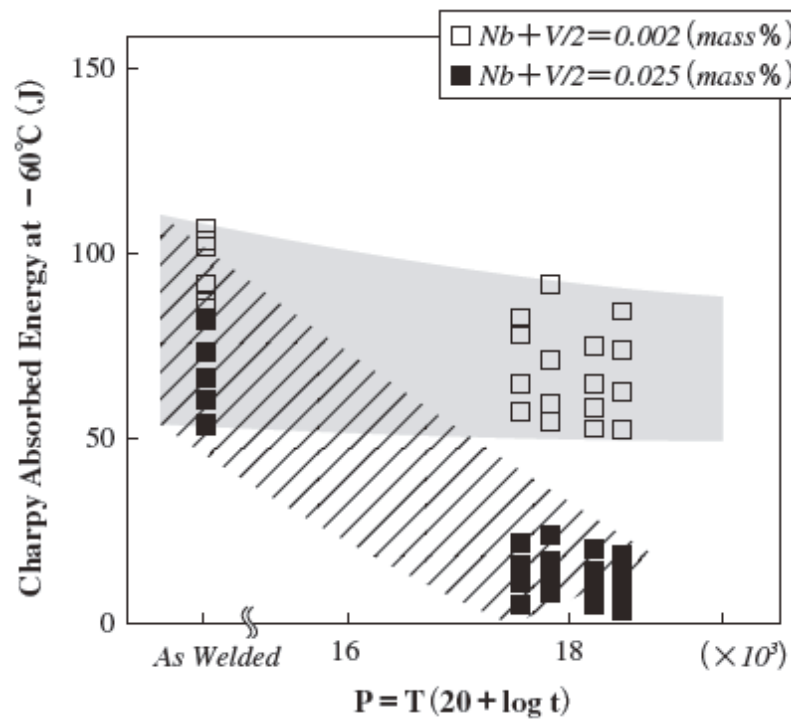 □ Nb+V/2=0.002 (mass%)
■ Nb+V/2=0.025 (mass%)
150
100
50
0
Charpy Absorbed Energy at −60℃ (J)
As Welded 16 18 (×10³)
P=T(20+log t)